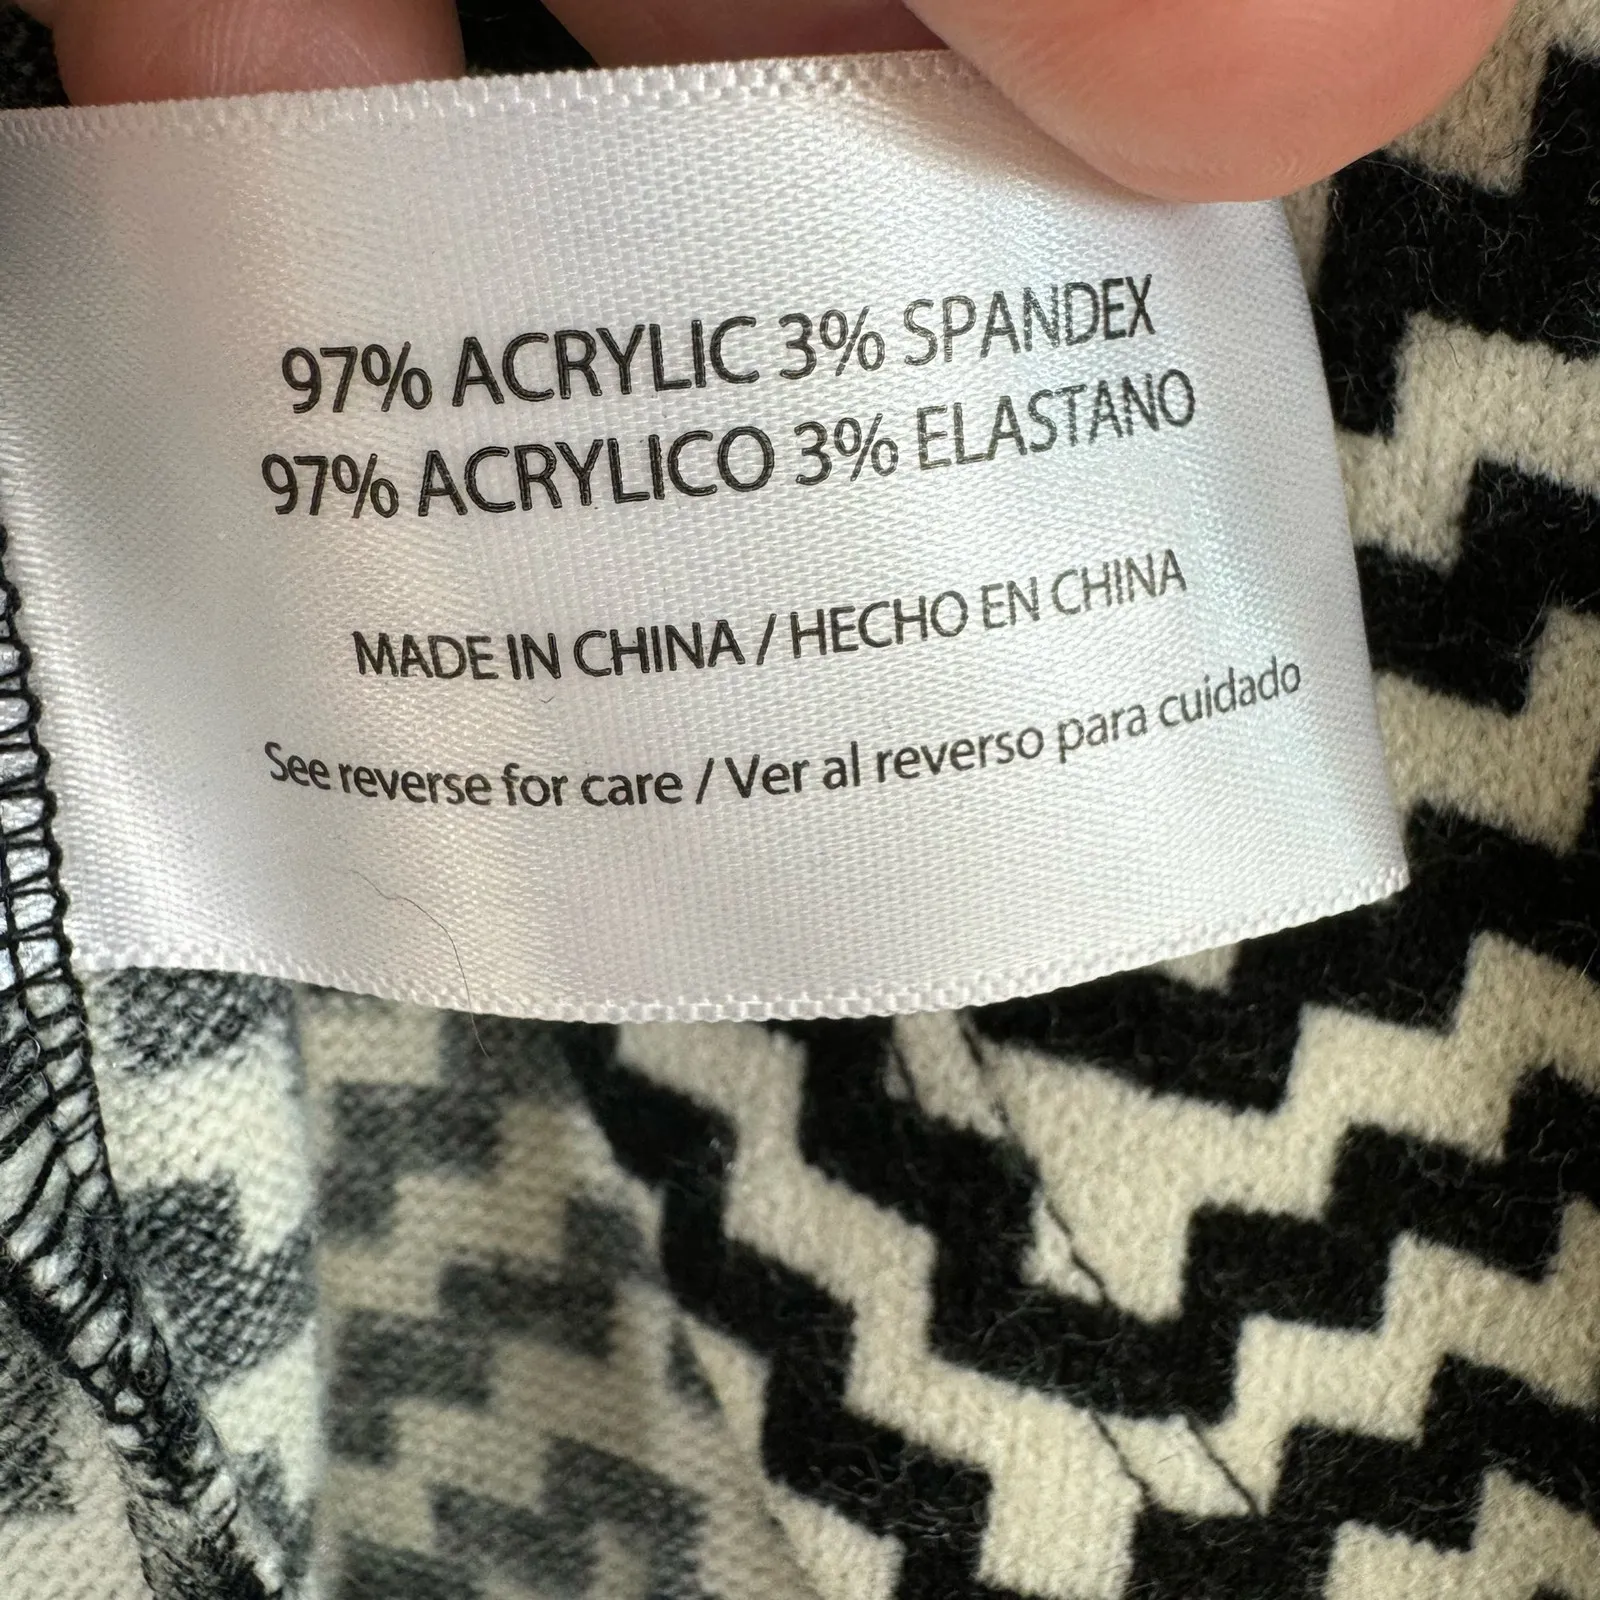 97% ACRYLIC 3% SPANDEX
97% ACRYLICO 3% ELASTANO
MADE IN CHINA / HECHO EN CHINA
See reverse for care / Ver al reverso para cuidado